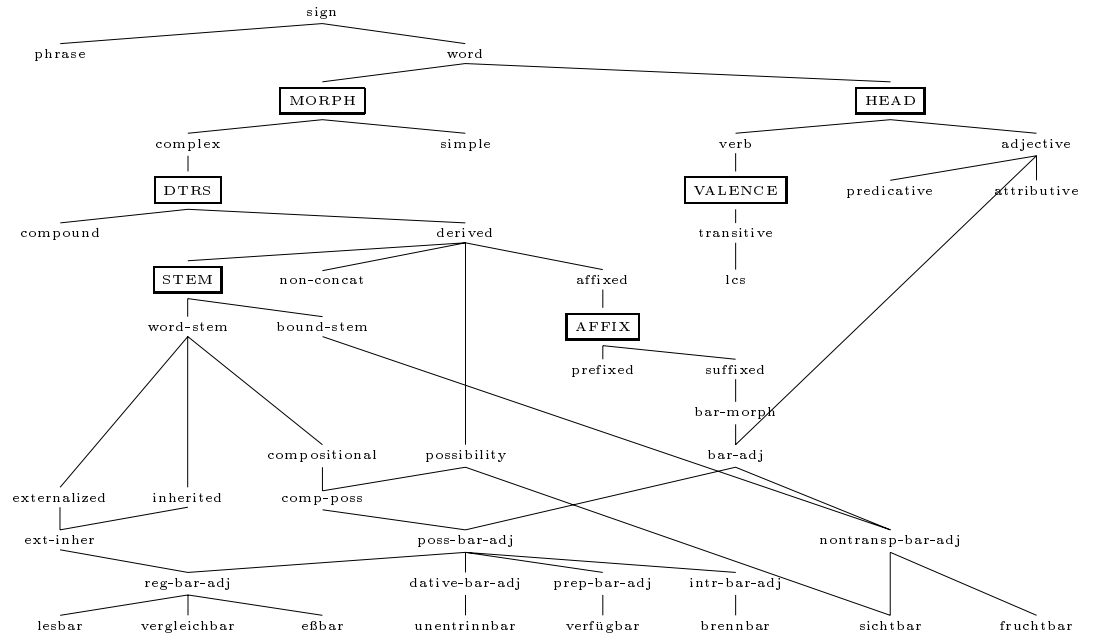 sign
phrase word
MORPH HEAD
complex simple verb adjective
DTRS VALENCE predicative attributive
compound derived transitive
STEM non-concat affixed lcs
word-stem bound-stem AFFIX
prefixed suffixed
bar-morph
compositional possibility bar-adj
externalized inherited comp-poss
ext-inher poss-bar-adj nontransp-bar-adj
reg-bar-adj dative-bar-adj prep-bar-adj intr-bar-adj
lesbar vergleichbar eßbar unentrinnbar verfügbar brennbar sichtbar fruchtbar